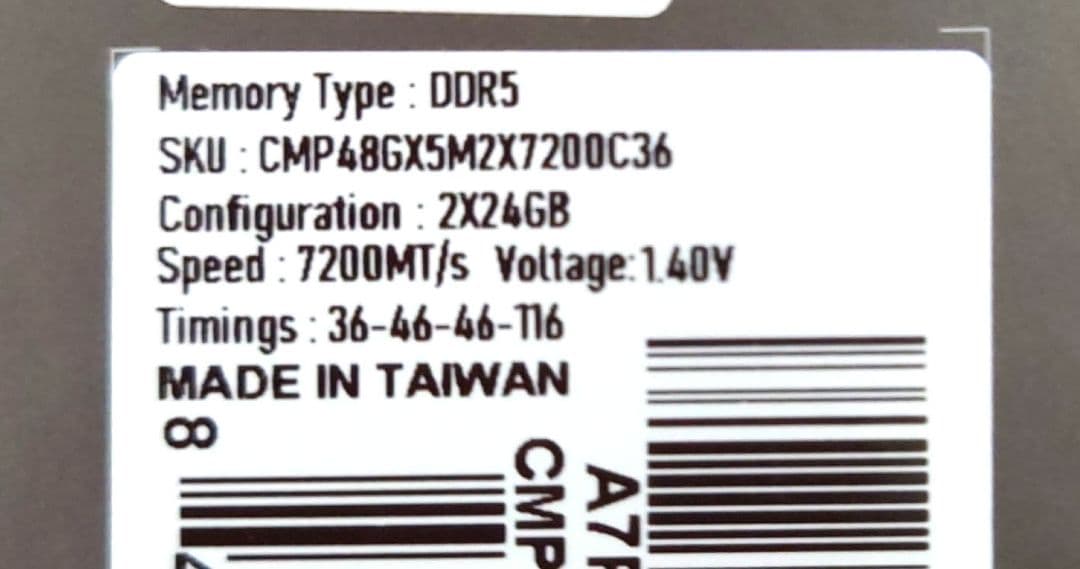 Memory Type : DDR5
SKU : CMP48GX5M2X7200C36
Configuration : 2X24GB
Speed : 7200MT/s Voltage:1.40V
Timings : 36-46-46-116
MADE IN TAIWAN
8
CMP
A7